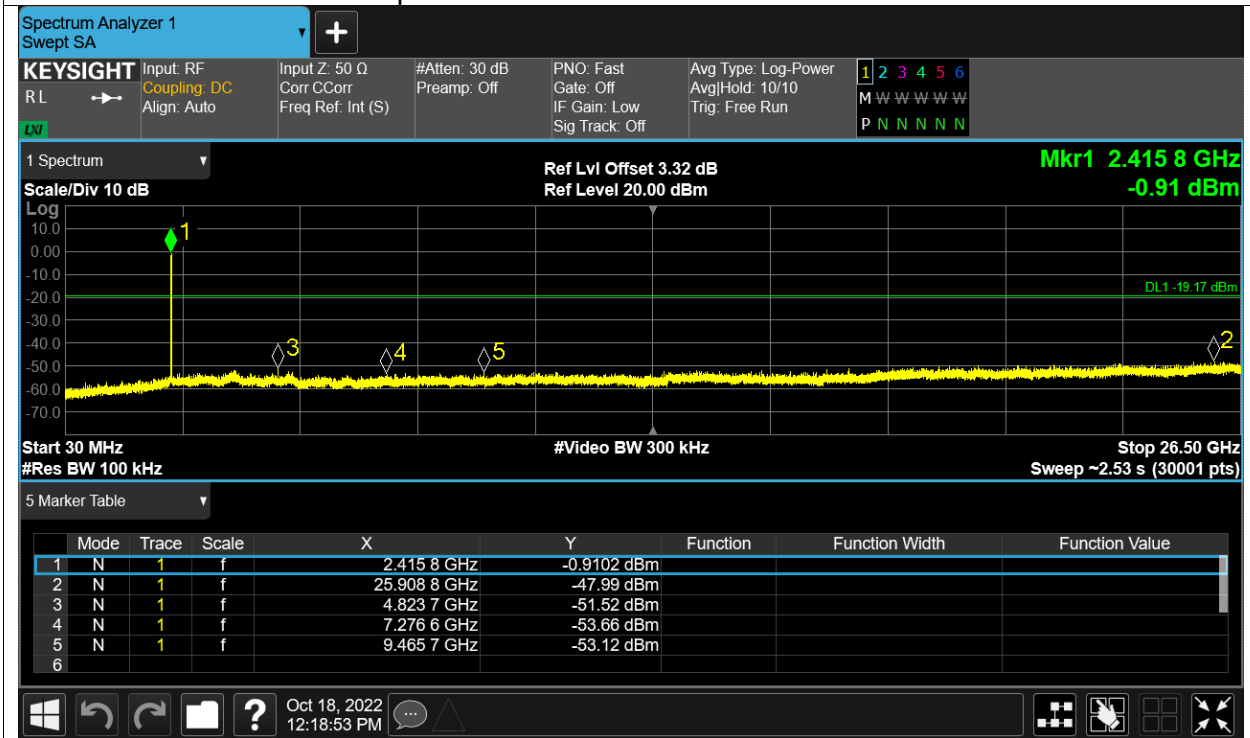 Spectrum Analyzer 1
Swept SA
+
KEYSIGHT
RL
LXI
Input: RF
Coupling: DC
Align: Auto
Input Z: 50 Ω
Corr CCorr
Freq Ref: Int (S)
#Atten: 30 dB
Preamp: Off
PNO: Fast
Gate: Off
IF Gain: Low
Sig Track: Off
Avg Type: Log-Power
Avg|Hold: 10/10
Trig: Free Run
1 2 3 4 5 6
M W W W W W W
P N N N N N N
1 Spectrum
Scale/Div 10 dB
Ref Lvl Offset 3.32 dB
Ref Level 20.00 dBm
Mkr1 2.415 8 GHz
-0.91 dBm
Log
10.0
0.00
-10.0
-20.0
-30.0
-40.0
-50.0
-60.0
-70.0
1
3
4
5
2
DL1 -19.17 dBm
Start 30 MHz
#Res BW 100 kHz
#Video BW 300 kHz
Stop 26.50 GHz
Sweep ~2.53 s (30001 pts)
5 Marker Table
Mode Trace Scale X Y Function Function Width Function Value
1 N 1 f 2.415 8 GHz -0.9102 dBm
2 N 1 f 25.908 8 GHz -47.99 dBm
3 N 1 f 4.823 7 GHz -51.52 dBm
4 N 1 f 7.276 6 GHz -53.66 dBm
5 N 1 f 9.465 7 GHz -53.12 dBm
6
?
Oct 18, 2022
12:18:53 PM